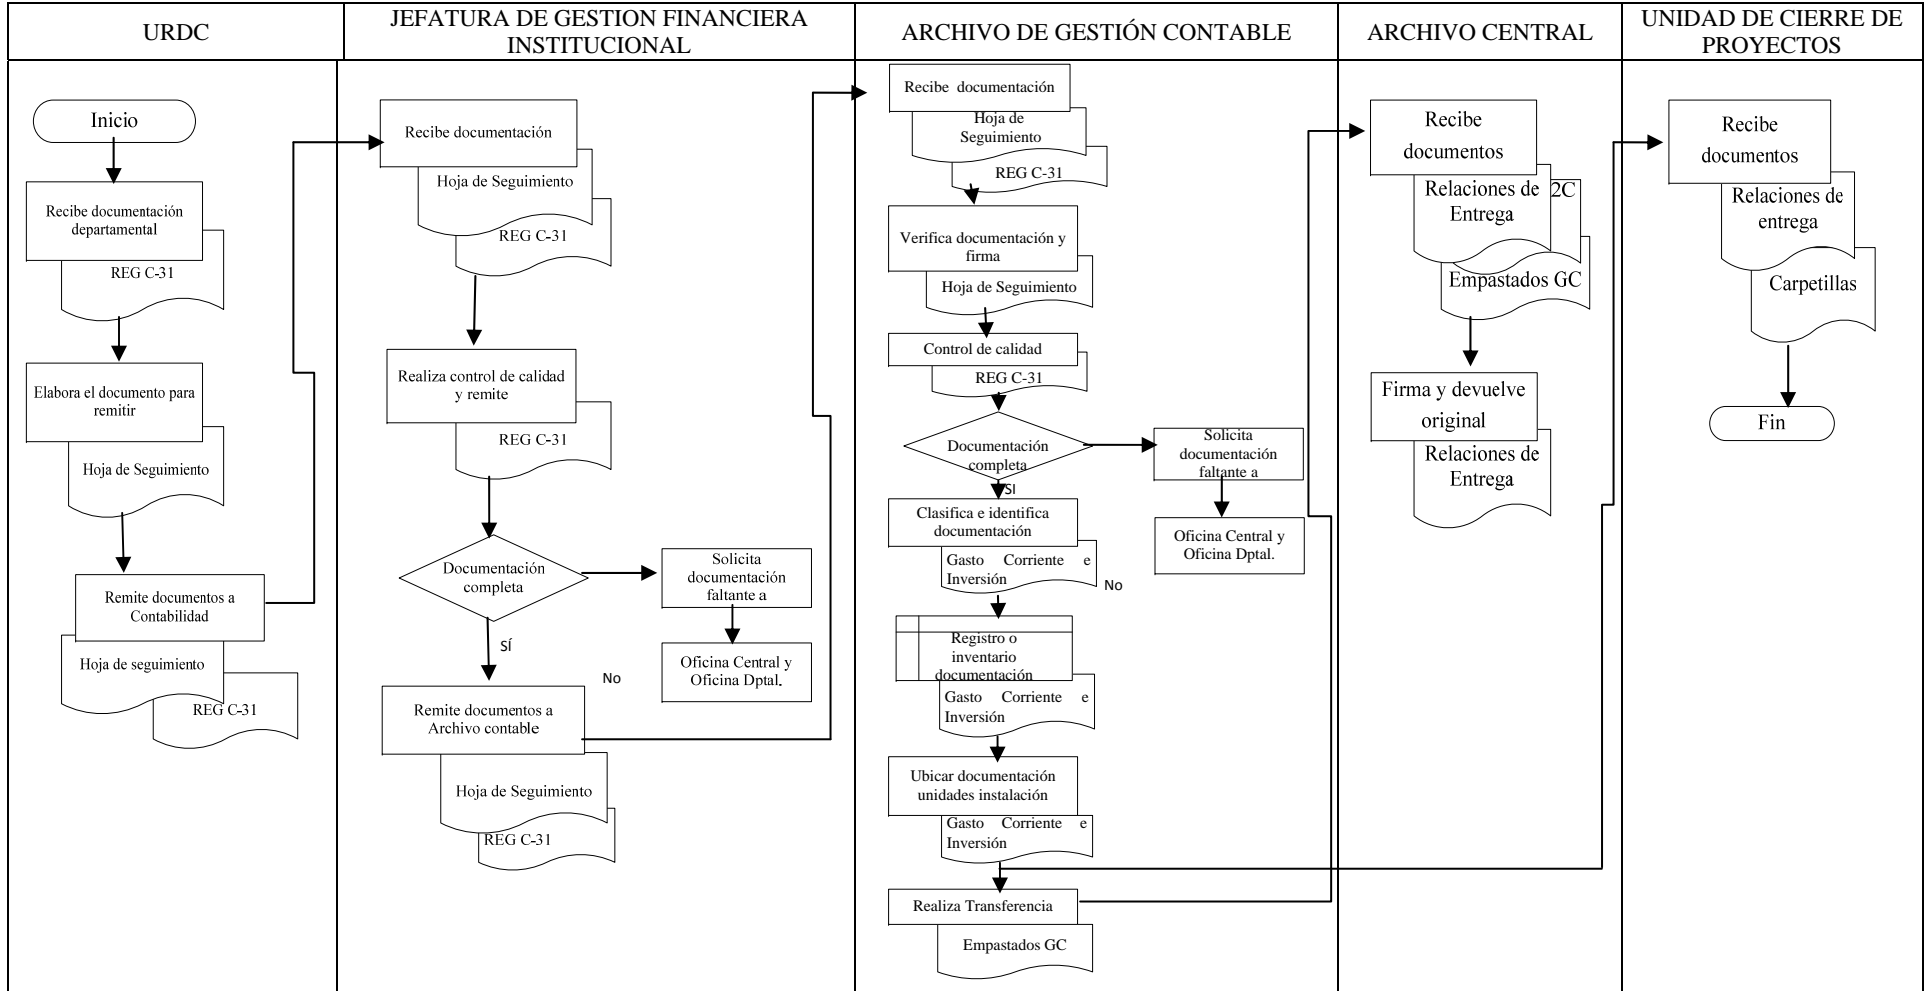 URDC
JEFATURA DE GESTION FINANCIERA
INSTITUCIONAL
ARCHIVO DE GESTIÓN CONTABLE
ARCHIVO CENTRAL
UNIDAD DE CIERRE DE
PROYECTOS
Inicio
Recibe documentación
departamental
REG C-31
Elabora el documento para
remitir
Hoja de Seguimiento
Remite documentos a
Contabilidad
Hoja de seguimiento
REG C-31
Recibe documentación
Hoja de Seguimiento
REG C-31
Realiza control de calidad
y remite
REG C-31
Documentación
completa
Solicita
documentación
faltante a
Oficina Central y
Oficina Dptal.
SÍ
No
Remite documentos a
Archivo contable
Hoja de Seguimiento
REG C-31
Recibe documentación
Hoja de
Seguimiento
REG C-31
Verifica documentación y
firma
Hoja de Seguimiento
Control de calidad
REG C-31
Documentación
completa
Solicita
documentación
faltante a
Oficina Central y
Oficina Dptal.
SI
Clasifica e identifica
documentación
Gasto Corriente e
Inversión
No
Registro o
inventario
documentación
Gasto Corriente e
Inversión
Ubicar documentación
unidades instalación
Gasto Corriente e
Inversión
Realiza Transferencia
Empastados GC
Recibe
documentos
Relaciones de 2C
Entrega
Empastados GC
Firma y devuelve
original
Relaciones de
Entrega
Recibe
documentos
Relaciones de
entrega
Carpetillas
Fin